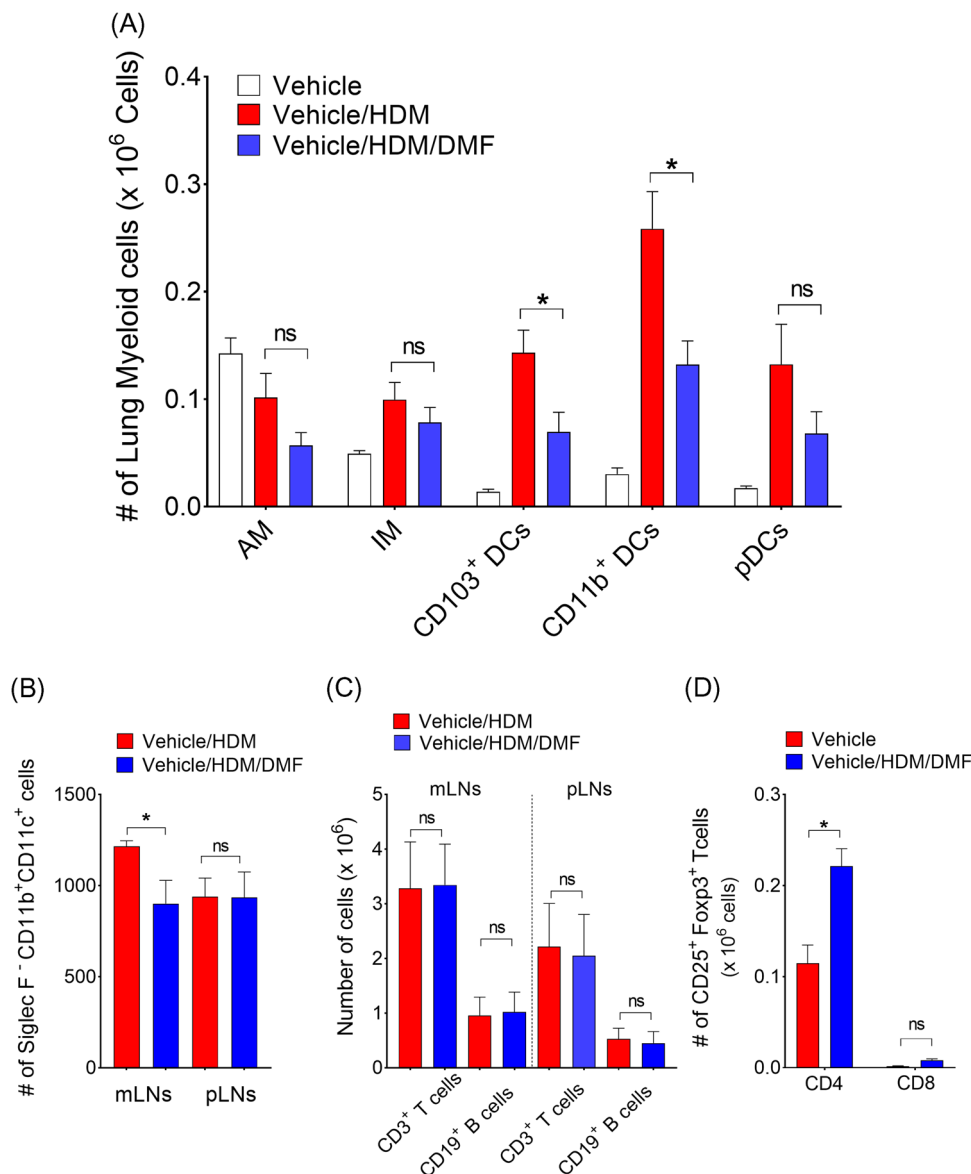 (A)
# of Lung Myeloid cells (x 10⁶ Cells)
0.4
0.3
0.2
0.1
0.0
Vehicle
Vehicle/HDM
Vehicle/HDM/DMF
ns
ns
*
*
ns
AM
IM
CD103⁺ DCs
CD11b⁺ DCs
pDCs
(B)
Vehicle/HDM
Vehicle/HDM/DMF
# of Siglec F⁻ CD11b⁺CD11c⁺ cells
1500
1000
500
0
*
ns
mLNs
pLNs
(C)
Vehicle/HDM
Vehicle/HDM/DMF
mLNs
pLNs
Number of cells (x 10⁶)
5
4
3
2
1
0
ns
ns
ns
ns
CD3⁺ T cells
CD19⁺ B cells
CD3⁺ T cells
CD19⁺ B cells
(D)
Vehicle
Vehicle/HDM/DMF
# of CD25⁺ Foxp3⁺ Tcells
(x 10⁶ cells)
0.3
0.2
0.1
0.0
*
ns
CD4
CD8